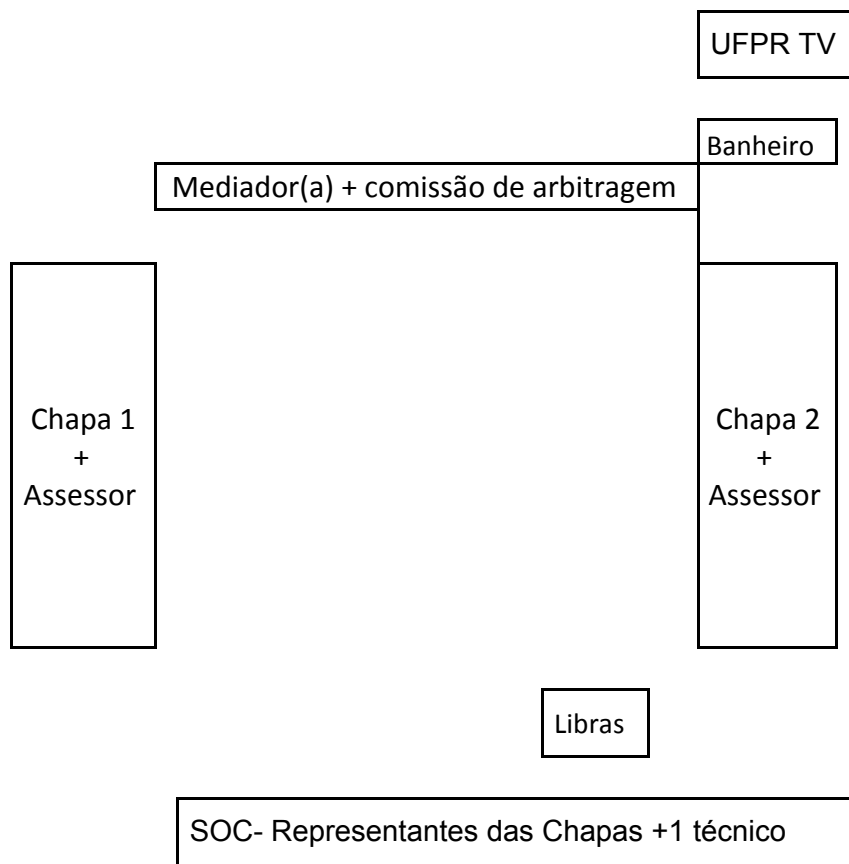 UFPR TV
Banheiro
Mediador(a) + comissão de arbitragem
Chapa 1
+
Assessor
Chapa 2
+
Assessor
Libras
SOC- Representantes das Chapas +1 técnico